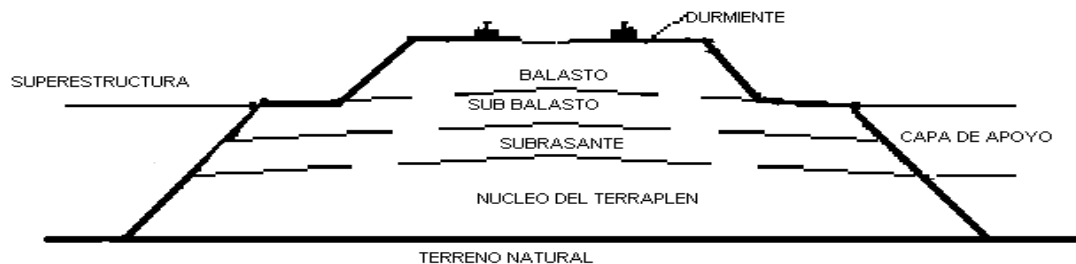 DURMIENTE
SUPERESTRUCTURA
BALASTO
SUB BALASTO
SUBRASANTE
CAPA DE APOYO
NUCLEO DEL TERRAPLEN
TERRENO NATURAL